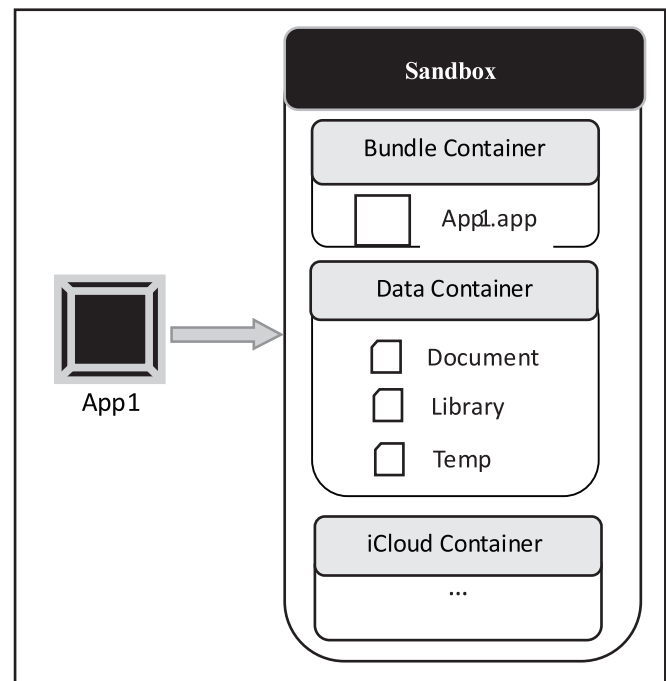 Sandbox
Bundle Container
App1.app
Data Container
Document
App1
Library
Temp
iCloud Container
...